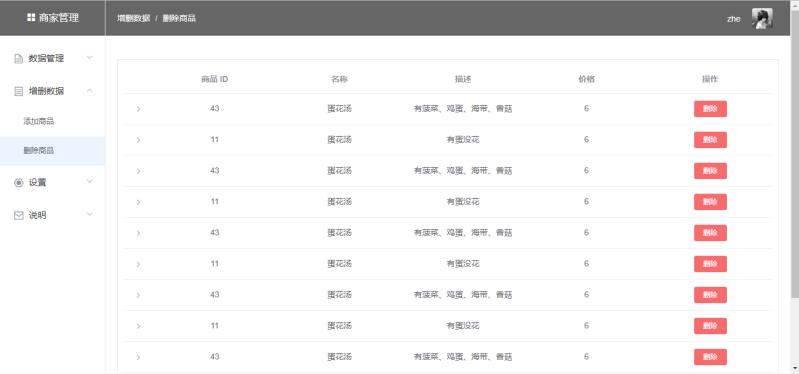 商家管理
增删数据 / 删除商品
zhe
数据管理
增删数据
添加商品
删除商品
设置
说明
商品 ID 名称 描述 价格 操作
43 蛋花汤 有菠菜、鸡蛋、海带、香菇 6 删除
11 蛋花汤 有蛋没花 6 删除
43 蛋花汤 有菠菜、鸡蛋、海带、香菇 6 删除
11 蛋花汤 有蛋没花 6 删除
43 蛋花汤 有菠菜、鸡蛋、海带、香菇 6 删除
11 蛋花汤 有蛋没花 6 删除
43 蛋花汤 有菠菜、鸡蛋、海带、香菇 6 删除
11 蛋花汤 有蛋没花 6 删除
43 蛋花汤 有菠菜、鸡蛋、海带、香菇 6 删除